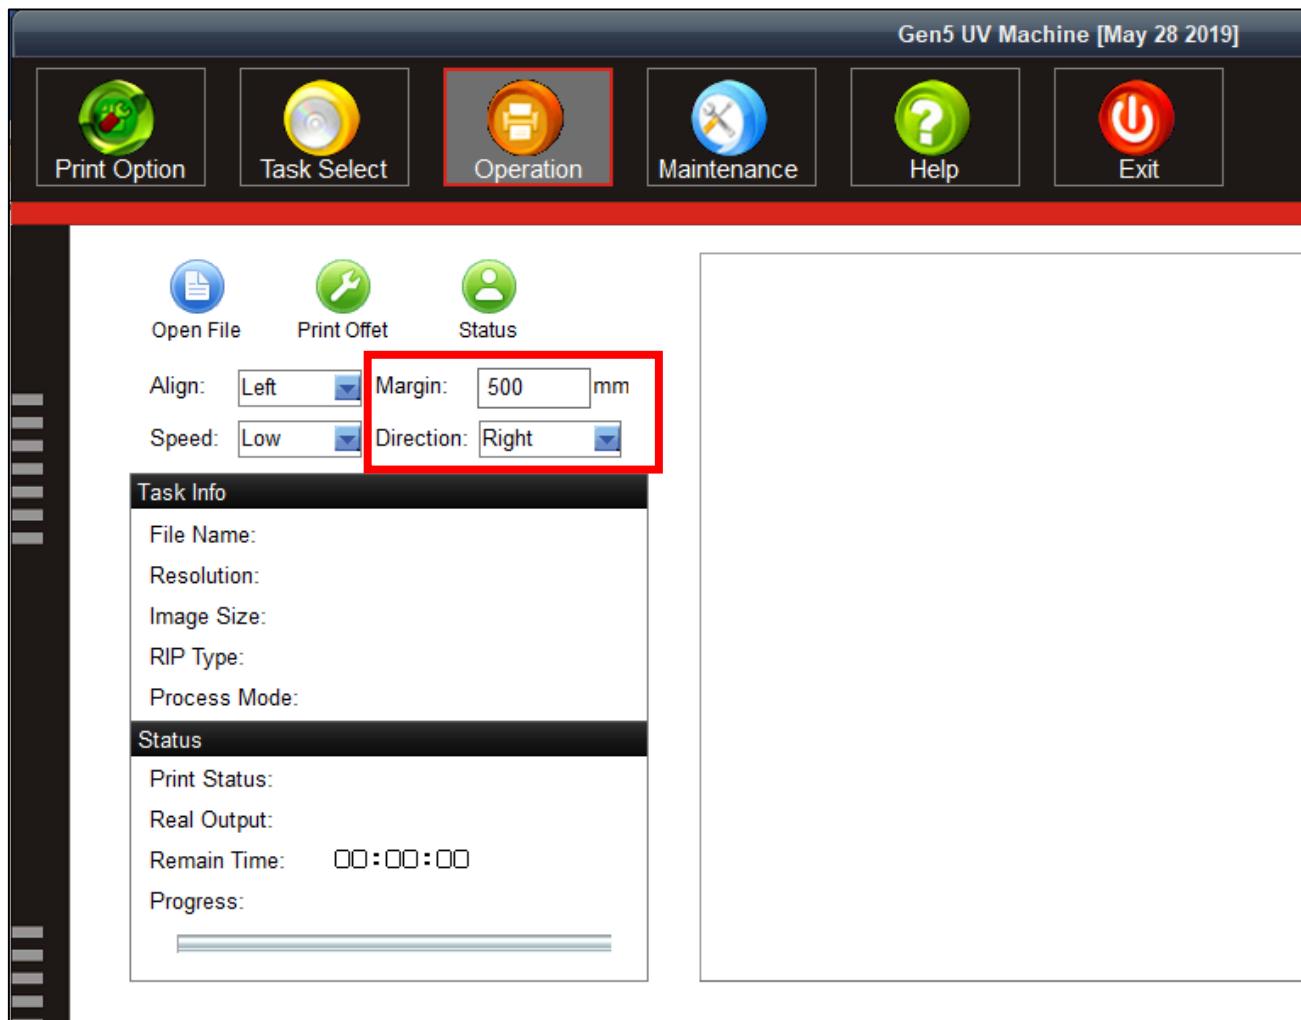 Gen5 UV Machine [May 28 2019]
Print Option Task Select Operation Maintenance Help Exit
Open File Print Offet Status
Align: Left Margin: 500 mm
Speed: Low Direction: Right
Task Info
File Name:
Resolution:
Image Size:
RIP Type:
Process Mode:
Status
Print Status:
Real Output:
Remain Time: 00:00:00
Progress: